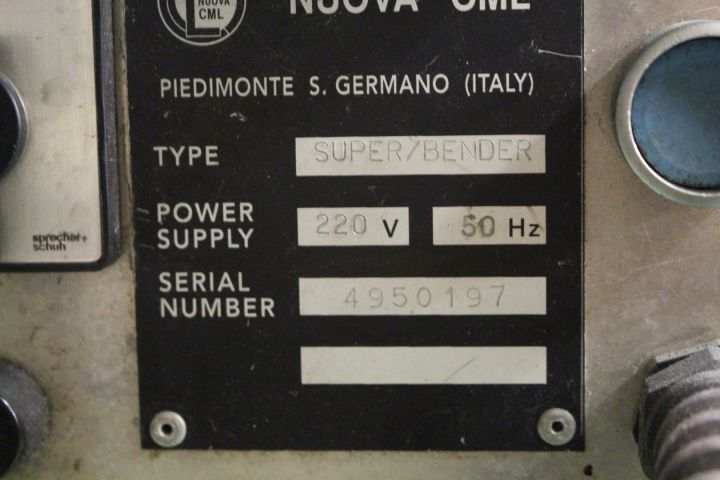 NUOVA
CML
NUOVA CML
PIEDIMONTE S. GERMANO (ITALY)
TYPE SUPER/BENDER
POWER
SUPPLY 220 V 50 Hz
SERIAL
NUMBER 4950197
sprecher+
schuh